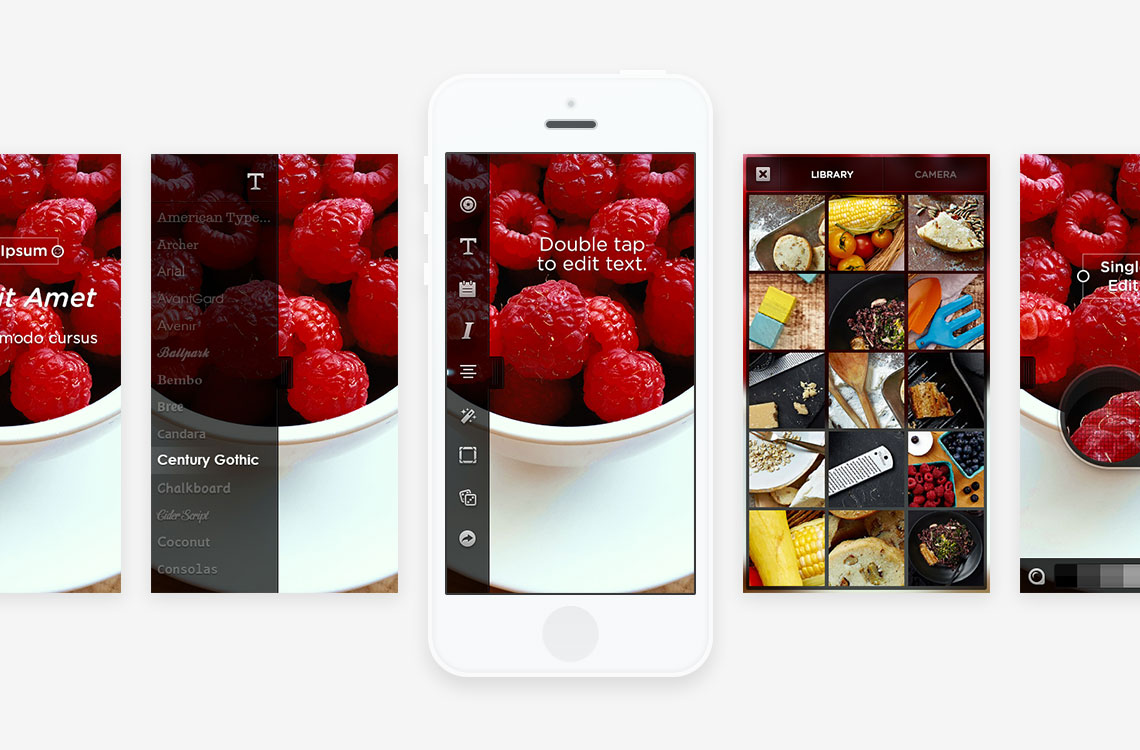 Ipsum
it Amet
modo cursus
T
American Type...
Archer
Arial
AvantGard
Avenir
Ballpark
Bembo
Bree
Candara
Century Gothic
Chalkboard
Cider Script
Coconut
Consolas
T
I
Double tap
to edit text.
LIBRARY
CAMERA
Singl
Edit